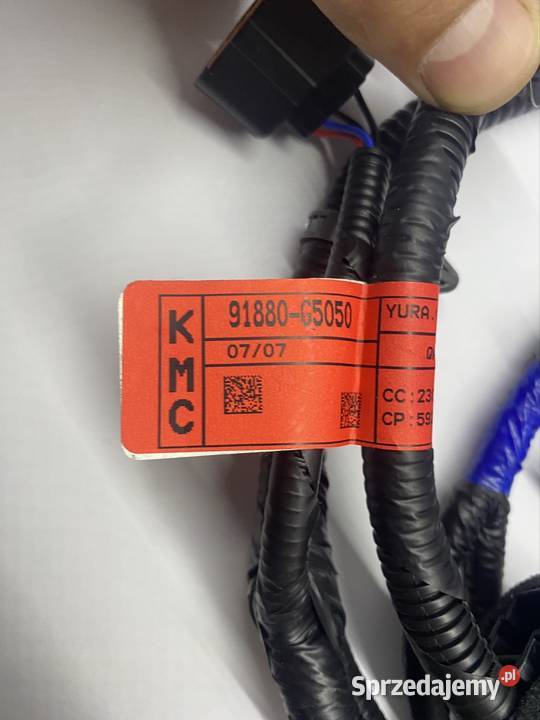 KMC
91880-G5050
07/07
YURA.
CC:23
CP:59
Sprzedajemy.pl